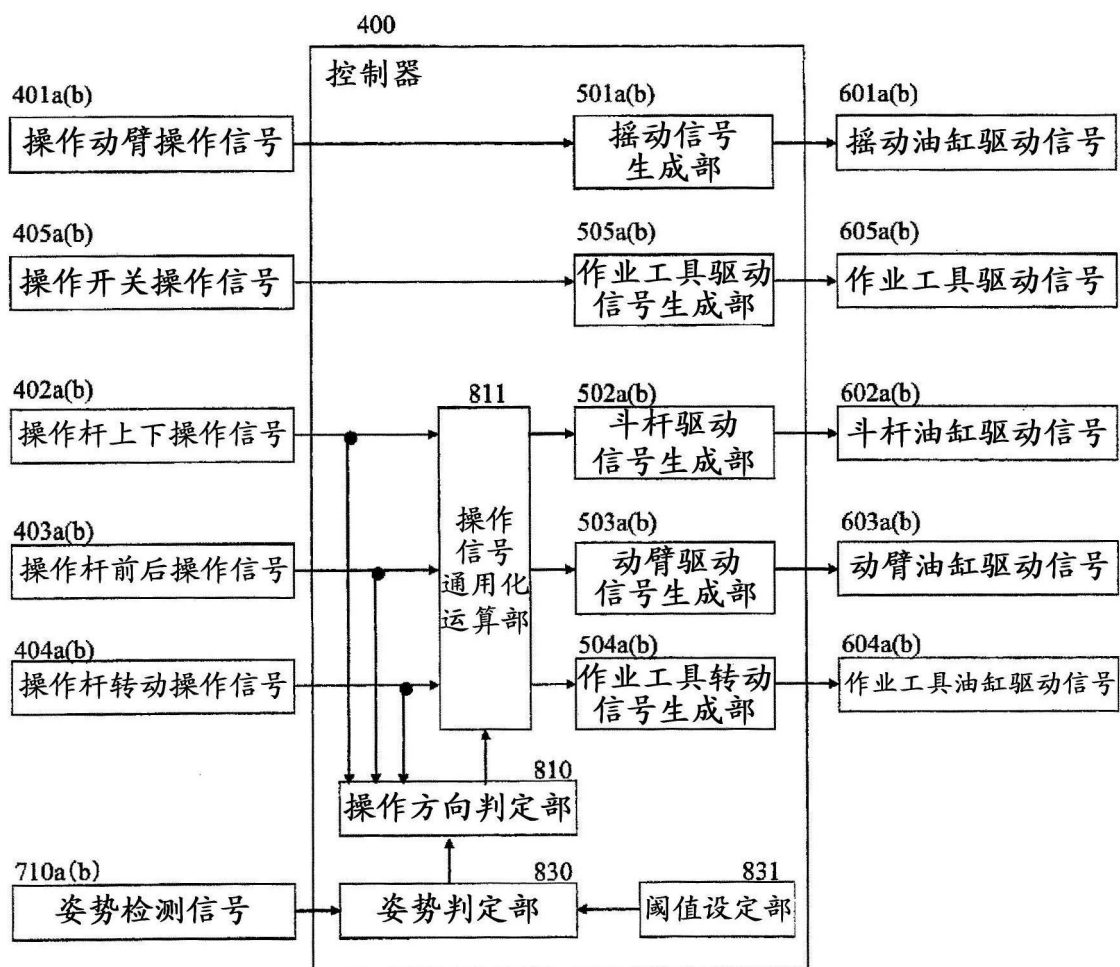 400
控制器
401a(b)
操作动臂操作信号
501a(b)
摇动信号
生成部
601a(b)
摇动油缸驱动信号
405a(b)
操作开关操作信号
505a(b)
作业工具驱动
信号生成部
605a(b)
作业工具驱动信号
402a(b)
操作杆上下操作信号
811
操作
信号
通用化
运算部
502a(b)
斗杆驱动
信号生成部
602a(b)
斗杆油缸驱动信号
403a(b)
操作杆前后操作信号
503a(b)
动臂驱动
信号生成部
603a(b)
动臂油缸驱动信号
404a(b)
操作杆转动操作信号
504a(b)
作业工具转动
信号生成部
604a(b)
作业工具油缸驱动信号
810
操作方向判定部
710a(b)
姿势检测信号
830
姿势判定部
831
阈值设定部